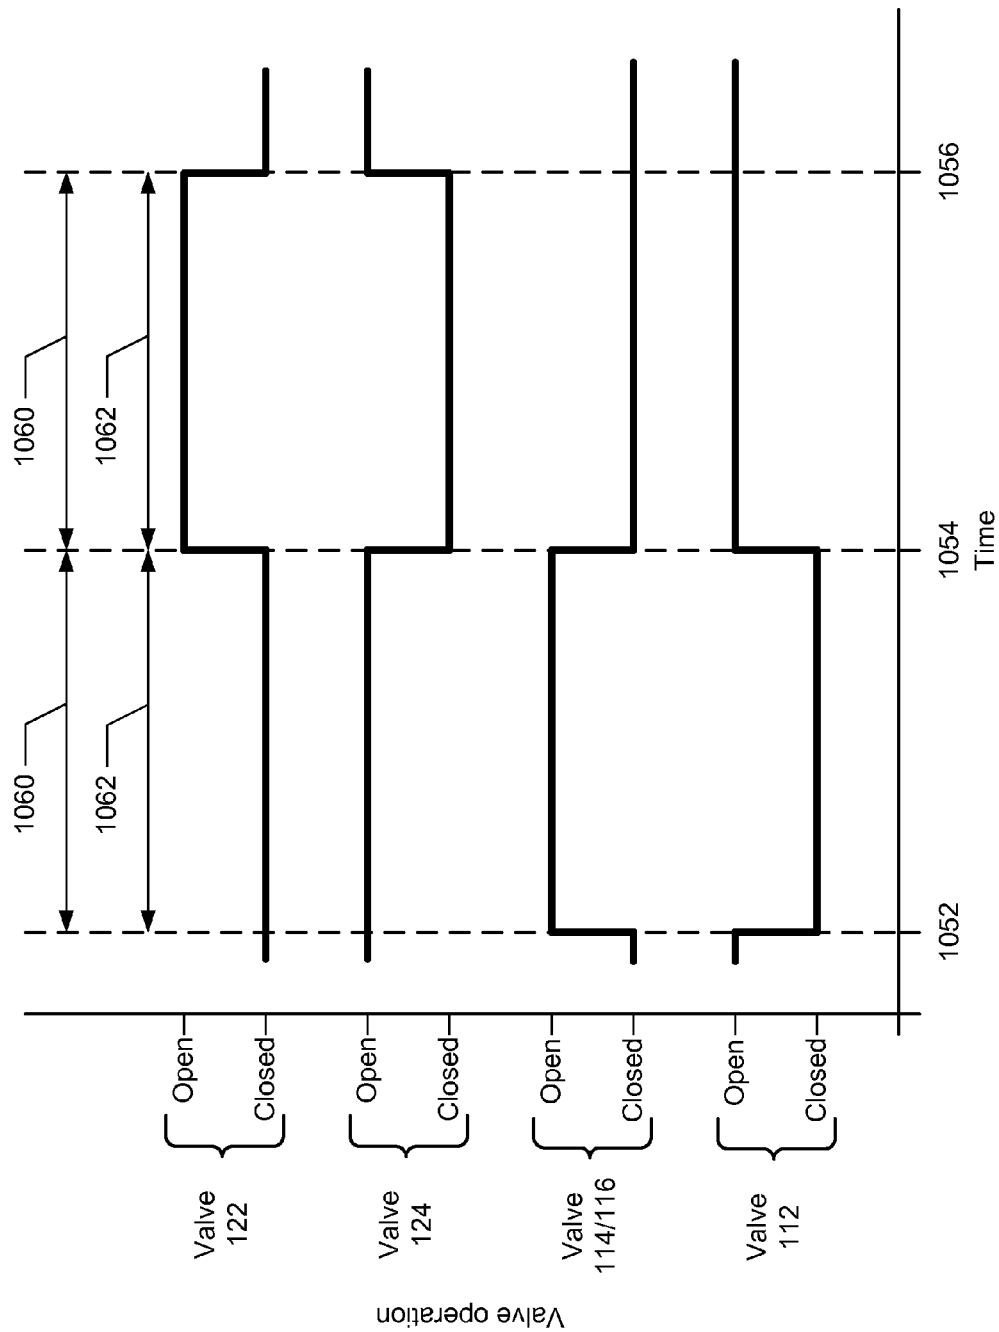 1060
1060
1062
1062
Valve
122
Open
Closed
Valve
124
Open
Closed
Valve
114/116
Open
Closed
Valve
112
Open
Closed
Valve operation
1052
1054
1056
Time